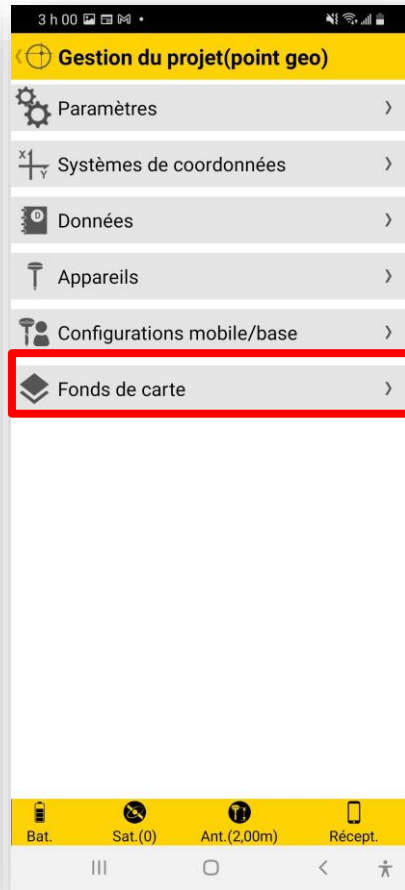 3 h 00
Gestion du projet(point geo)
Paramètres
X Y Systèmes de coordonnées
D Données
Appareils
Configurations mobile/base
Fonds de carte
Bat. Sat.(0) Ant.(2,00m) Récept.